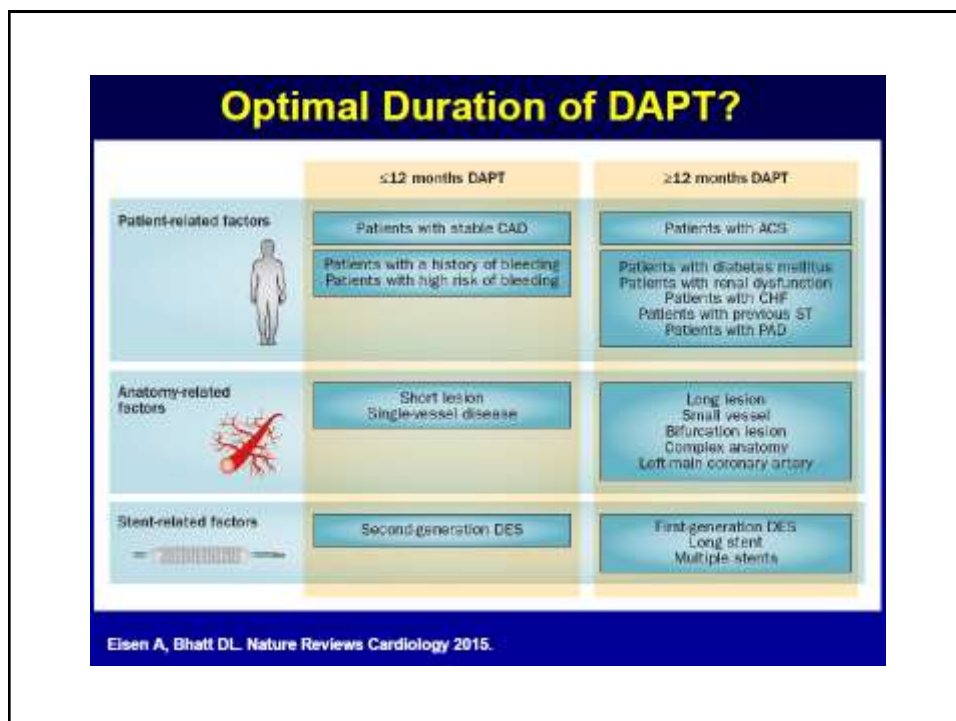 Optimal Duration of DAPT?
≤12 months DAPT
≥12 months DAPT
Patient-related factors
Patients with stable CAD
Patients with a history of bleeding
Patients with high risk of bleeding
Patients with ACS
Patients with diabetes mellitus
Patients with renal dysfunction
Patients with CHF
Patients with previous ST
Patients with PAD
Anatomy-related
factors
Short lesion
Single-vessel disease
Long lesion
Small vessel
Bifurcation lesion
Complex anatomy
Left main coronary artery
Stent-related factors
Second-generation DES
First-generation DES
Long stent
Multiple stents
Eisen A, Bhatt DL. Nature Reviews Cardiology 2015.